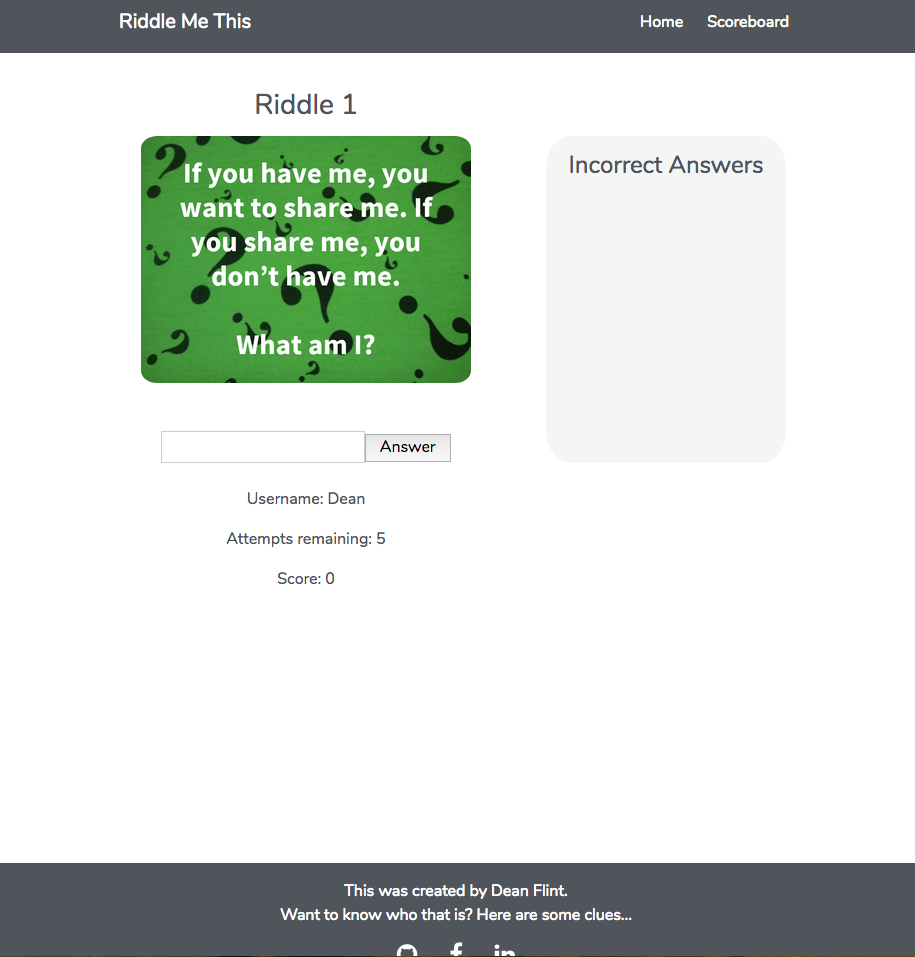 Riddle Me This
Home Scoreboard
Riddle 1
If you have me, you
want to share me. If
you share me, you
don’t have me.
What am I?
Incorrect Answers
Answer
Username: Dean
Attempts remaining: 5
Score: 0
This was created by Dean Flint.
Want to know who that is? Here are some clues...